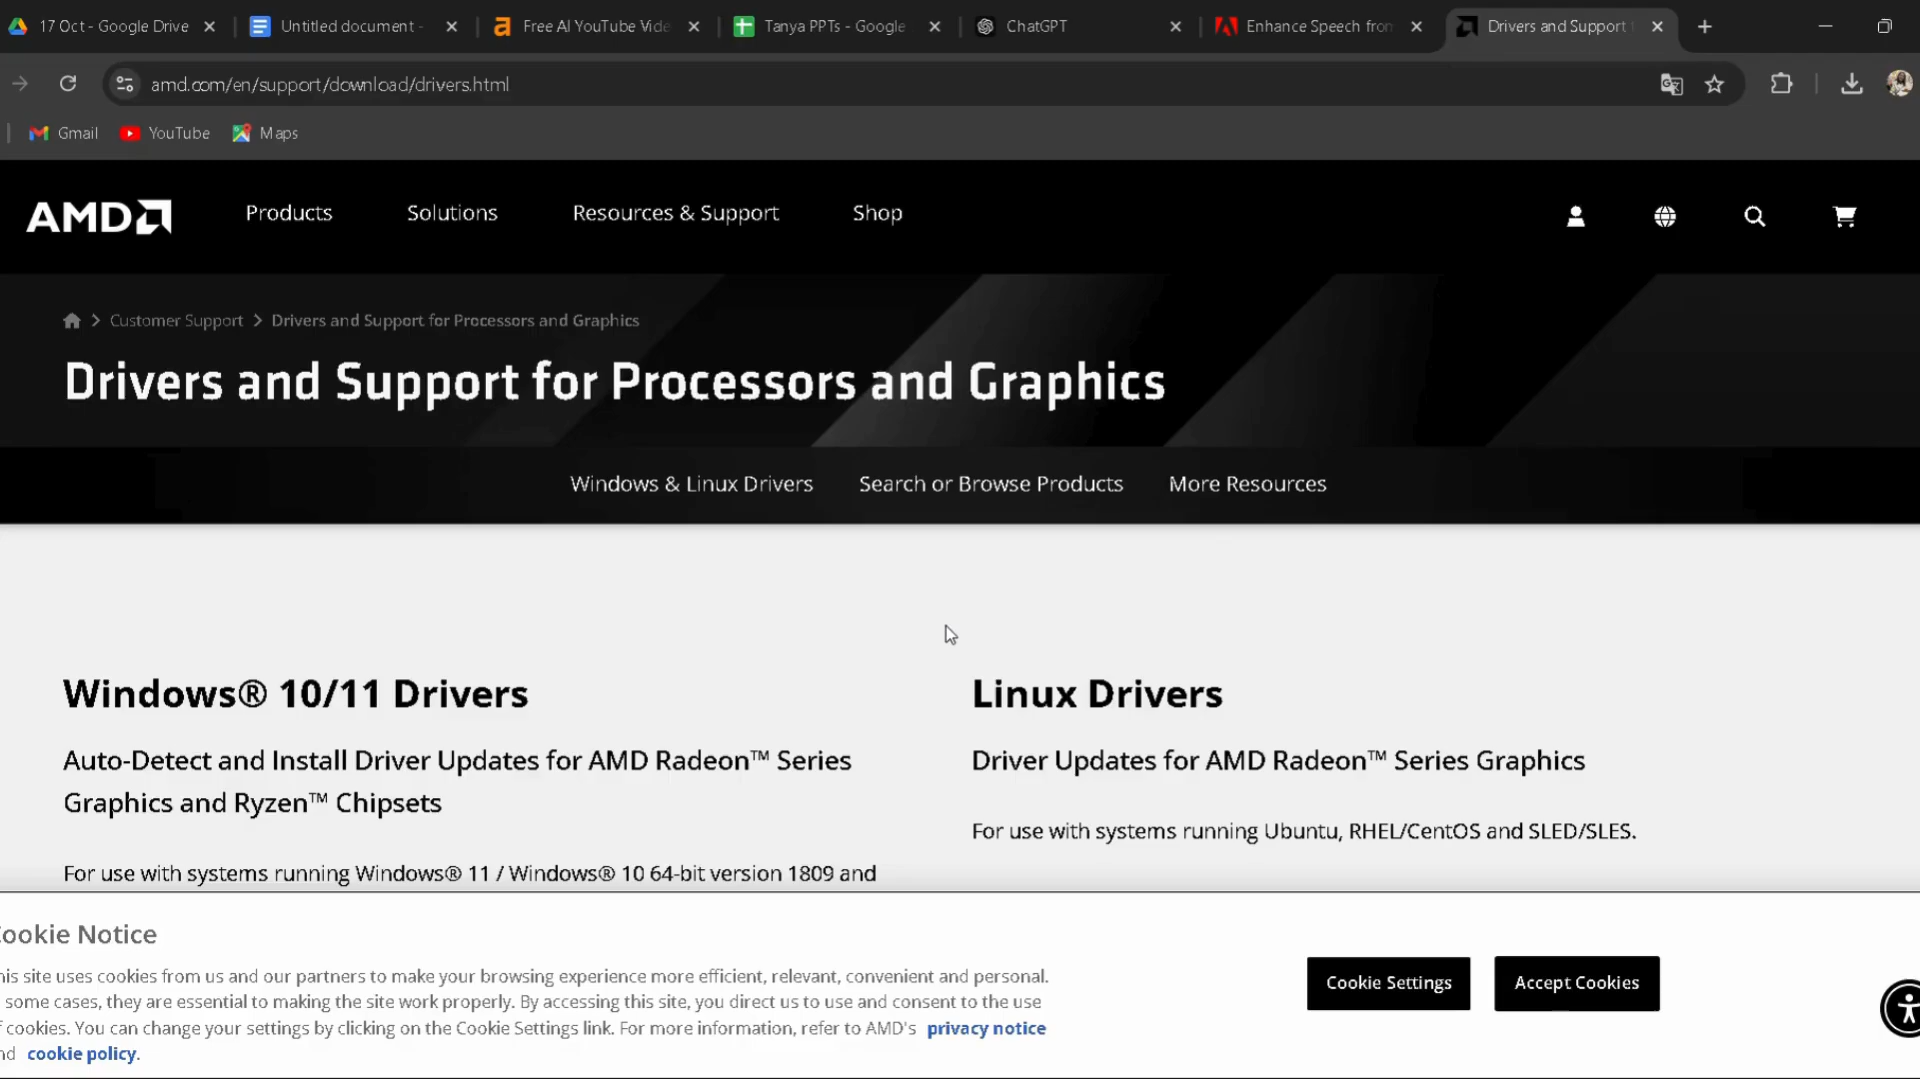 17 Oct - Google Drive
Untitled document -
Free AI YouTube Vide
Tanya PPTs - Google
ChatGPT
Enhance Speech from
Drivers and Support
amd.com/en/support/download/drivers.html
Gmail
YouTube
Maps
AMD
Products
Solutions
Resources & Support
Shop
Customer Support
Drivers and Support for Processors and Graphics
Drivers and Support for Processors and Graphics
Windows & Linux Drivers
Search or Browse Products
More Resources
Windows® 10/11 Drivers
Auto-Detect and Install Driver Updates for AMD Radeon™ Series
Graphics and Ryzen™ Chipsets
For use with systems running Windows® 11 / Windows® 10 64-bit version 1809 and
Linux Drivers
Driver Updates for AMD Radeon™ Series Graphics
For use with systems running Ubuntu, RHEL/CentOS and SLED/SLES.
ookie Notice
his site uses cookies from us and our partners to make your browsing experience more efficient, relevant, convenient and personal.
some cases, they are essential to making the site work properly. By accessing this site, you direct us to use and consent to the use
f cookies. You can change your settings by clicking on the Cookie Settings link. For more information, refer to AMD's privacy notice
nd cookie policy.
Cookie Settings
Accept Cookies